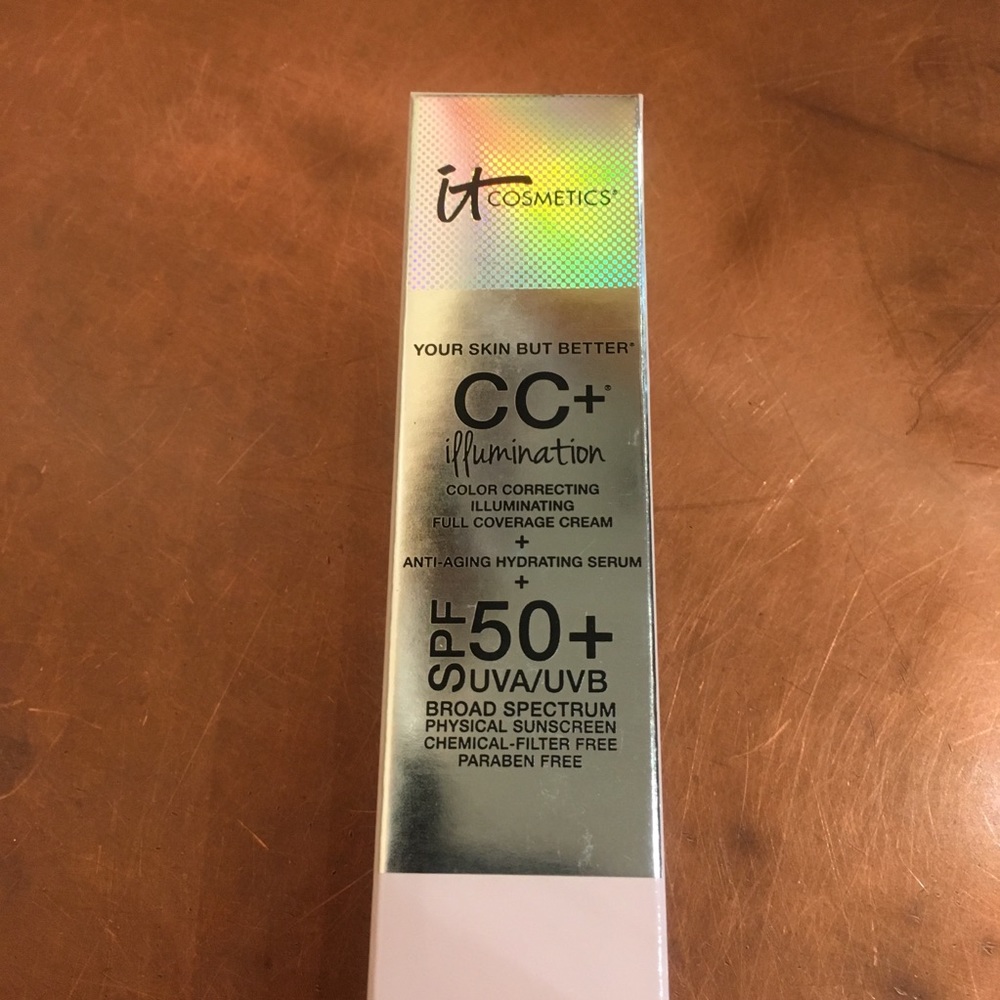 it COSMETICS®
YOUR SKIN BUT BETTER®
CC+®
illumination
COLOR CORRECTING
ILLUMINATING
FULL COVERAGE CREAM
+
ANTI-AGING HYDRATING SERUM
+
SPF 50+
UVA/UVB
BROAD SPECTRUM
PHYSICAL SUNSCREEN
CHEMICAL-FILTER FREE
PARABEN FREE